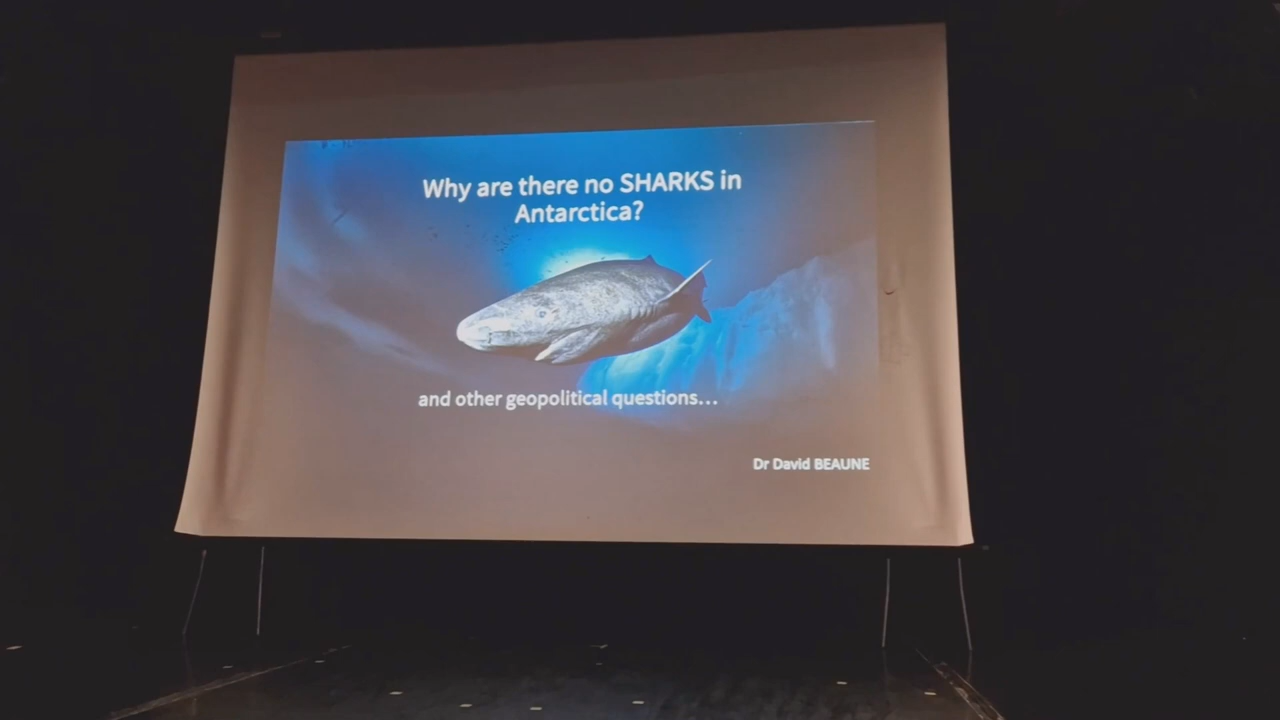 Why are there no SHARKS in
Antarctica?
and other geopolitical questions...
Dr David BEAUNE